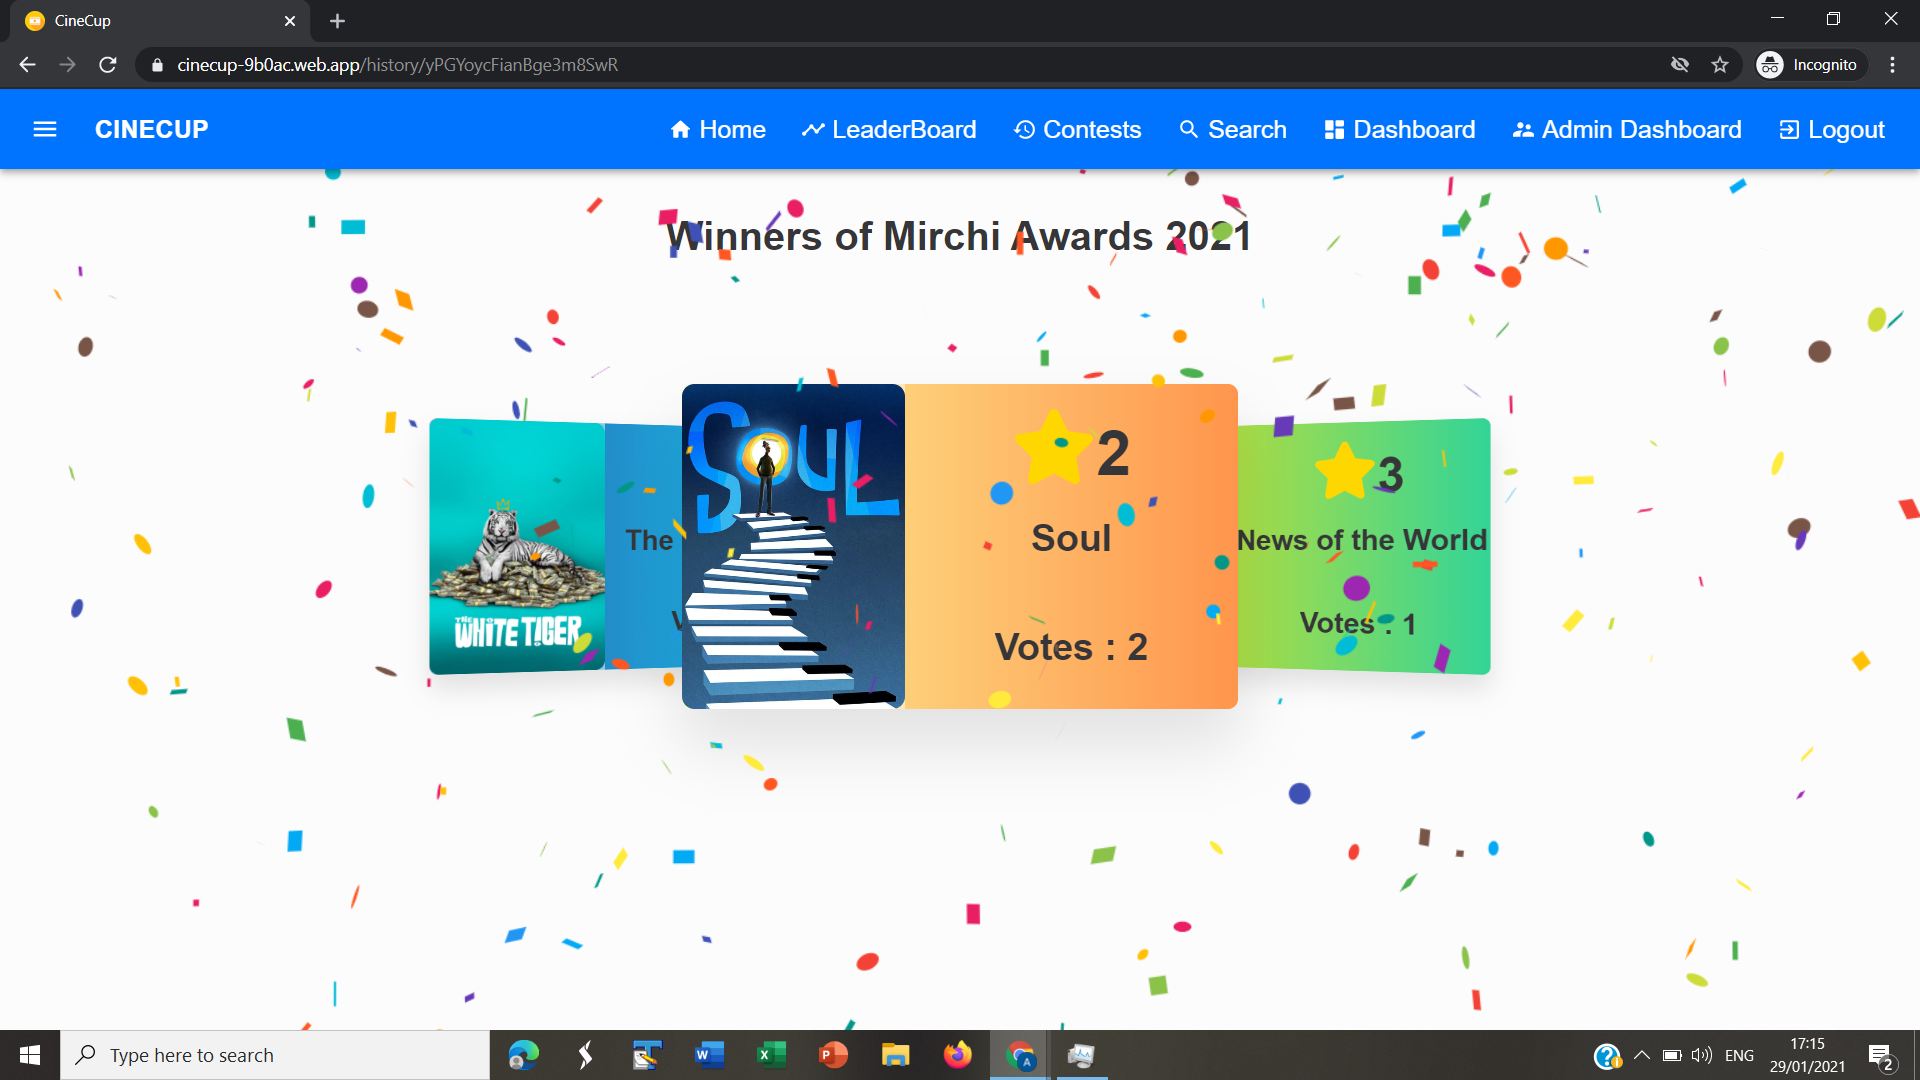 CineCup
cinecup-9b0ac.web.app/history/yPGYoycFianBge3m8SwR
Incognito
CINECUP
Home
LeaderBoard
Contests
Search
Dashboard
Admin Dashboard
Logout
Winners of Mirchi Awards 2021
THE
WHITE TIGER
The
V
SOUL
2
Soul
Votes : 2
3
News of the World
Votes : 1
Type here to search
W
X
P
A
ENG
17:15
29/01/2021
2